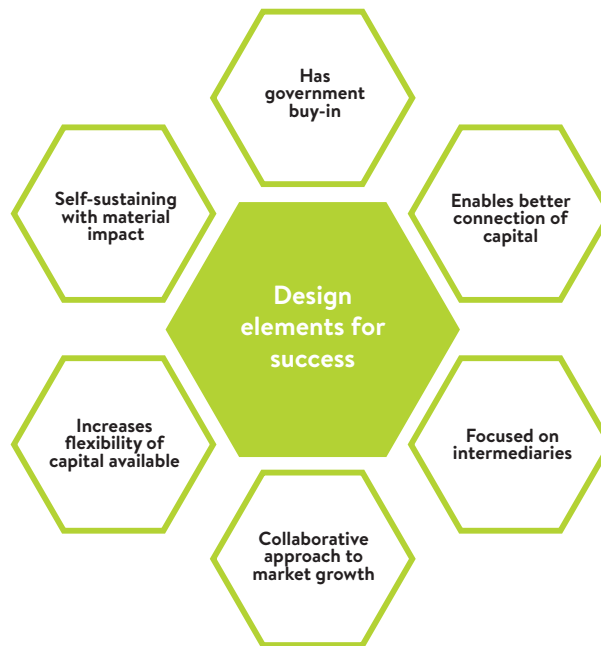 Has
government
buy-in
Enables better
connection of
capital
Focused on
intermediaries
Collaborative
approach to
market growth
Increases
flexibility of
capital available
Self-sustaining
with material
impact
Design
elements for
success